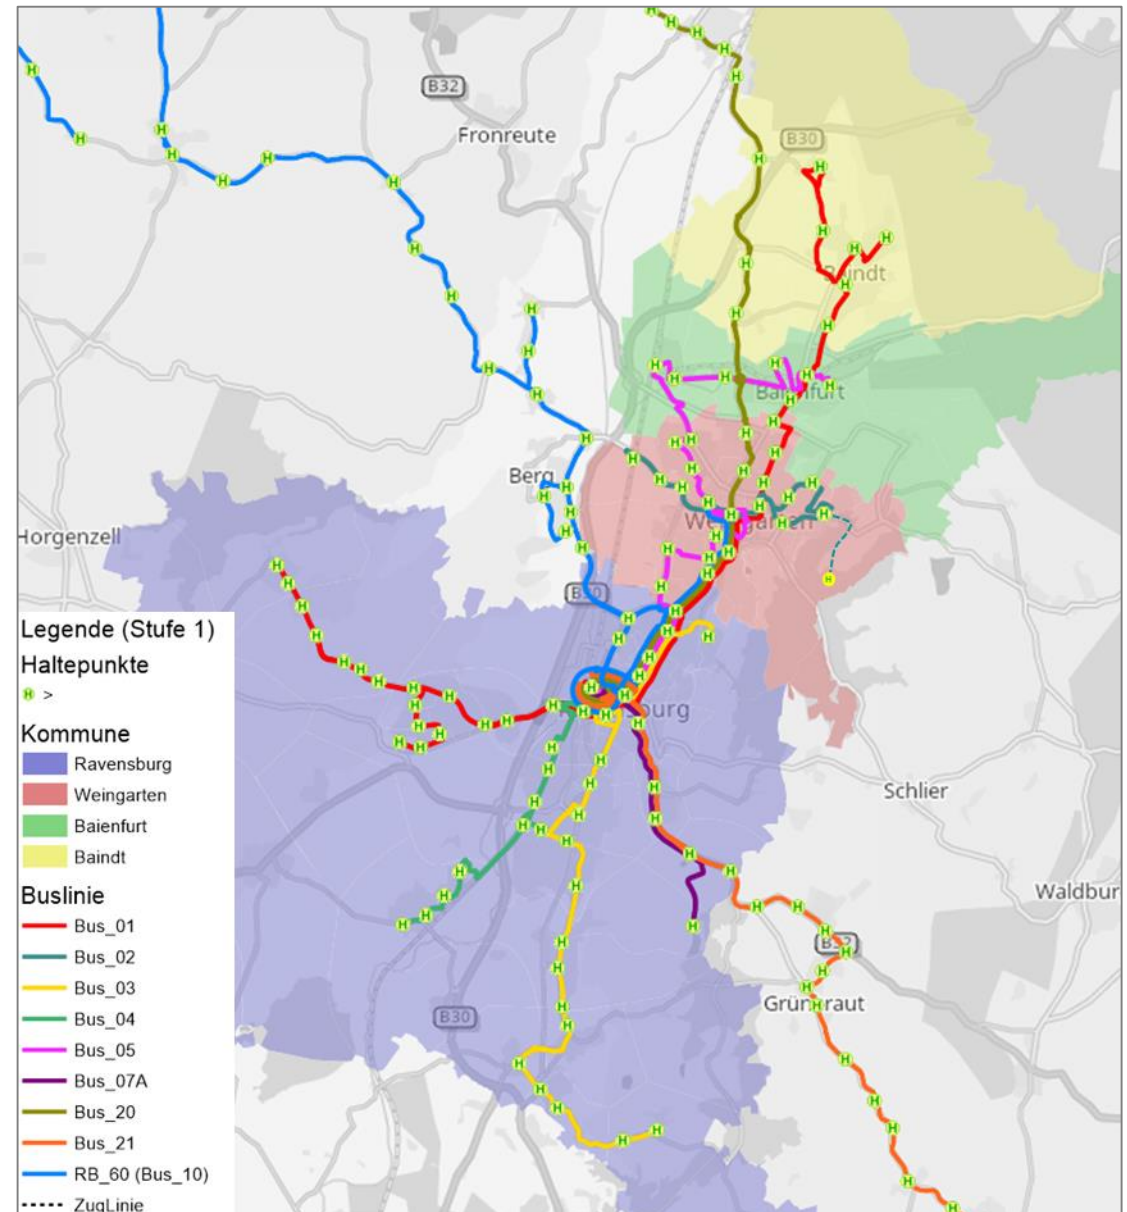 B32
Fronreute
B30
Baindt
Baienfurt
Berg
Weingarten
Horgenzell
B30
Legende (Stufe 1)
Haltepunkte
H >
Kommune
Ravensburg
Weingarten
Baienfurt
Baindt
Schlier
Buslinie
Waldbur
Bus_01
B32
Bus_02
Bus_03
Grünkraut
Bus_04
B30
Bus_05
Bus_07A
Bus_20
Bus_21
RB_60 (Bus_10)
ZugLinie